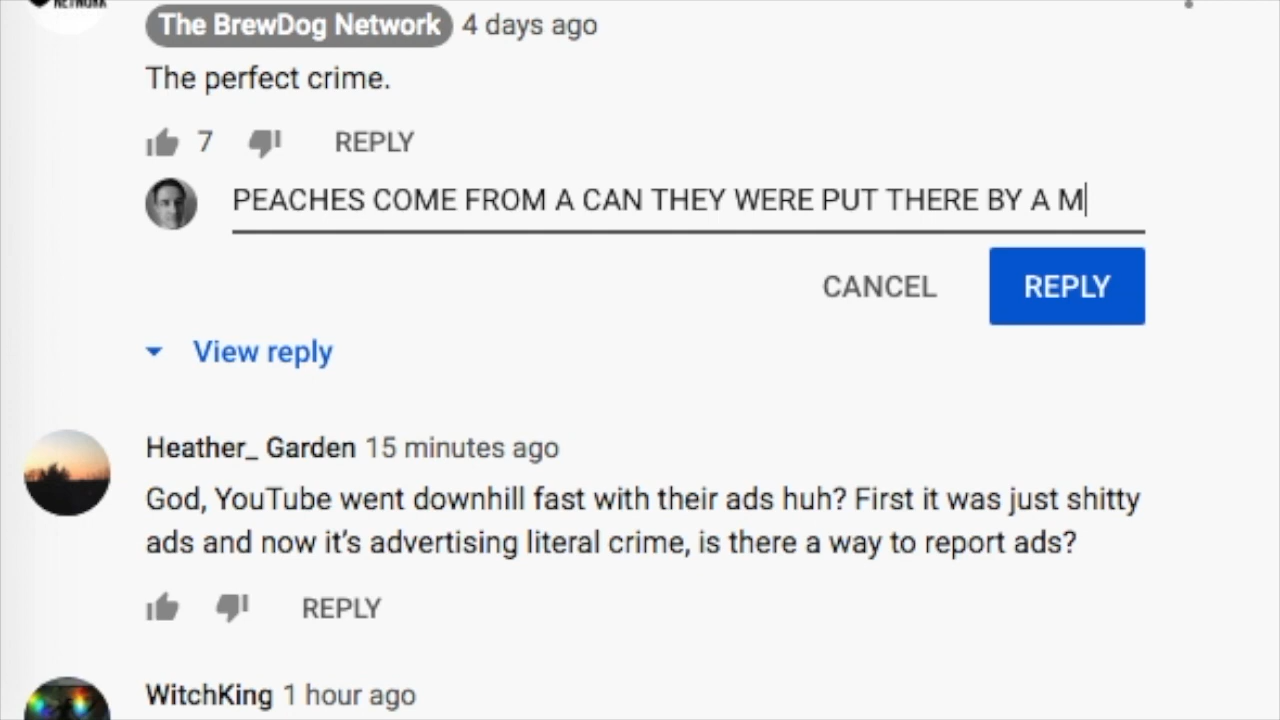 NETWORK
The BrewDog Network 4 days ago
The perfect crime.
7 REPLY
PEACHES COME FROM A CAN THEY WERE PUT THERE BY A M
CANCEL REPLY
View reply
Heather_ Garden 15 minutes ago
God, YouTube went downhill fast with their ads huh? First it was just shitty
ads and now it's advertising literal crime, is there a way to report ads?
REPLY
WitchKing 1 hour ago